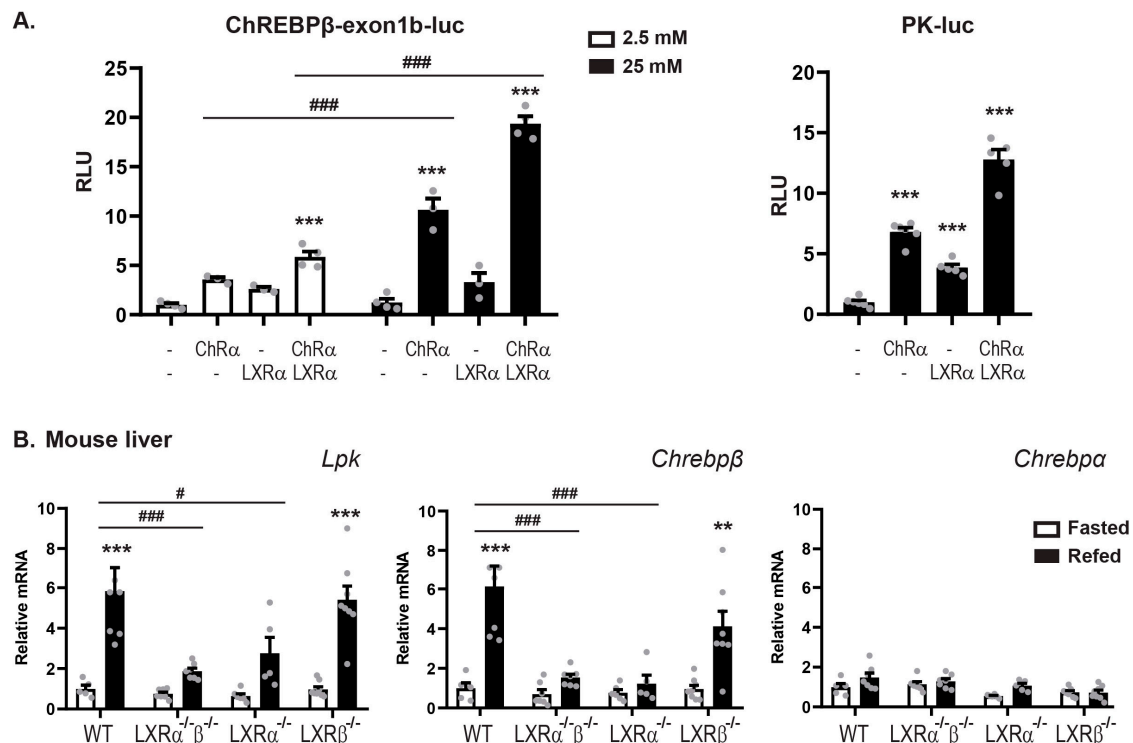 A.
ChREBPβ-exon1b-luc
2.5 mM
25 mM
PK-luc
RLU
25
20
15
10
5
0
###
###
***
***
***
- ChRα - ChRα - ChRα - ChRα
- - LXRα LXRα - - LXRα LXRα
RLU
20
15
10
5
0
***
***
***
- ChRα - ChRα
- - LXRα LXRα
B. Mouse liver
Lpk
Relative mRNA
10
8
6
4
2
0
#
###
***
***
WT LXRα-/-β-/- LXRα-/- LXRβ-/-
Chrebpβ
Relative mRNA
10
8
6
4
2
0
###
###
***
**
WT LXRα-/-β-/- LXRα-/- LXRβ-/-
Chrebpα
Fasted
Refed
Relative mRNA
10
8
6
4
2
0
WT LXRα-/-β-/- LXRα-/- LXRβ-/-